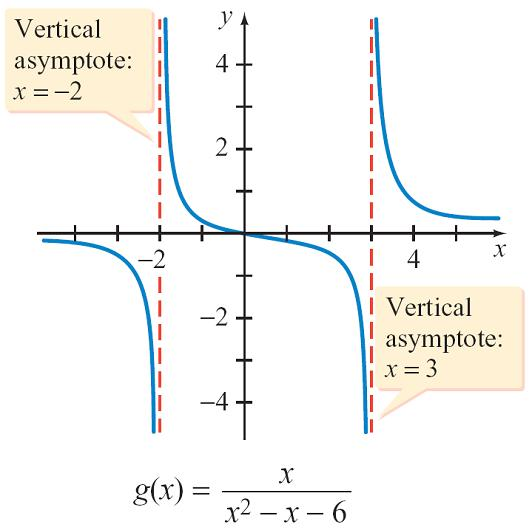 Vertical
asymptote:
x = −2
y
4
2
−2
4
x
−2
−4
Vertical
asymptote:
x = 3
g(x) = x / (x² − x − 6)